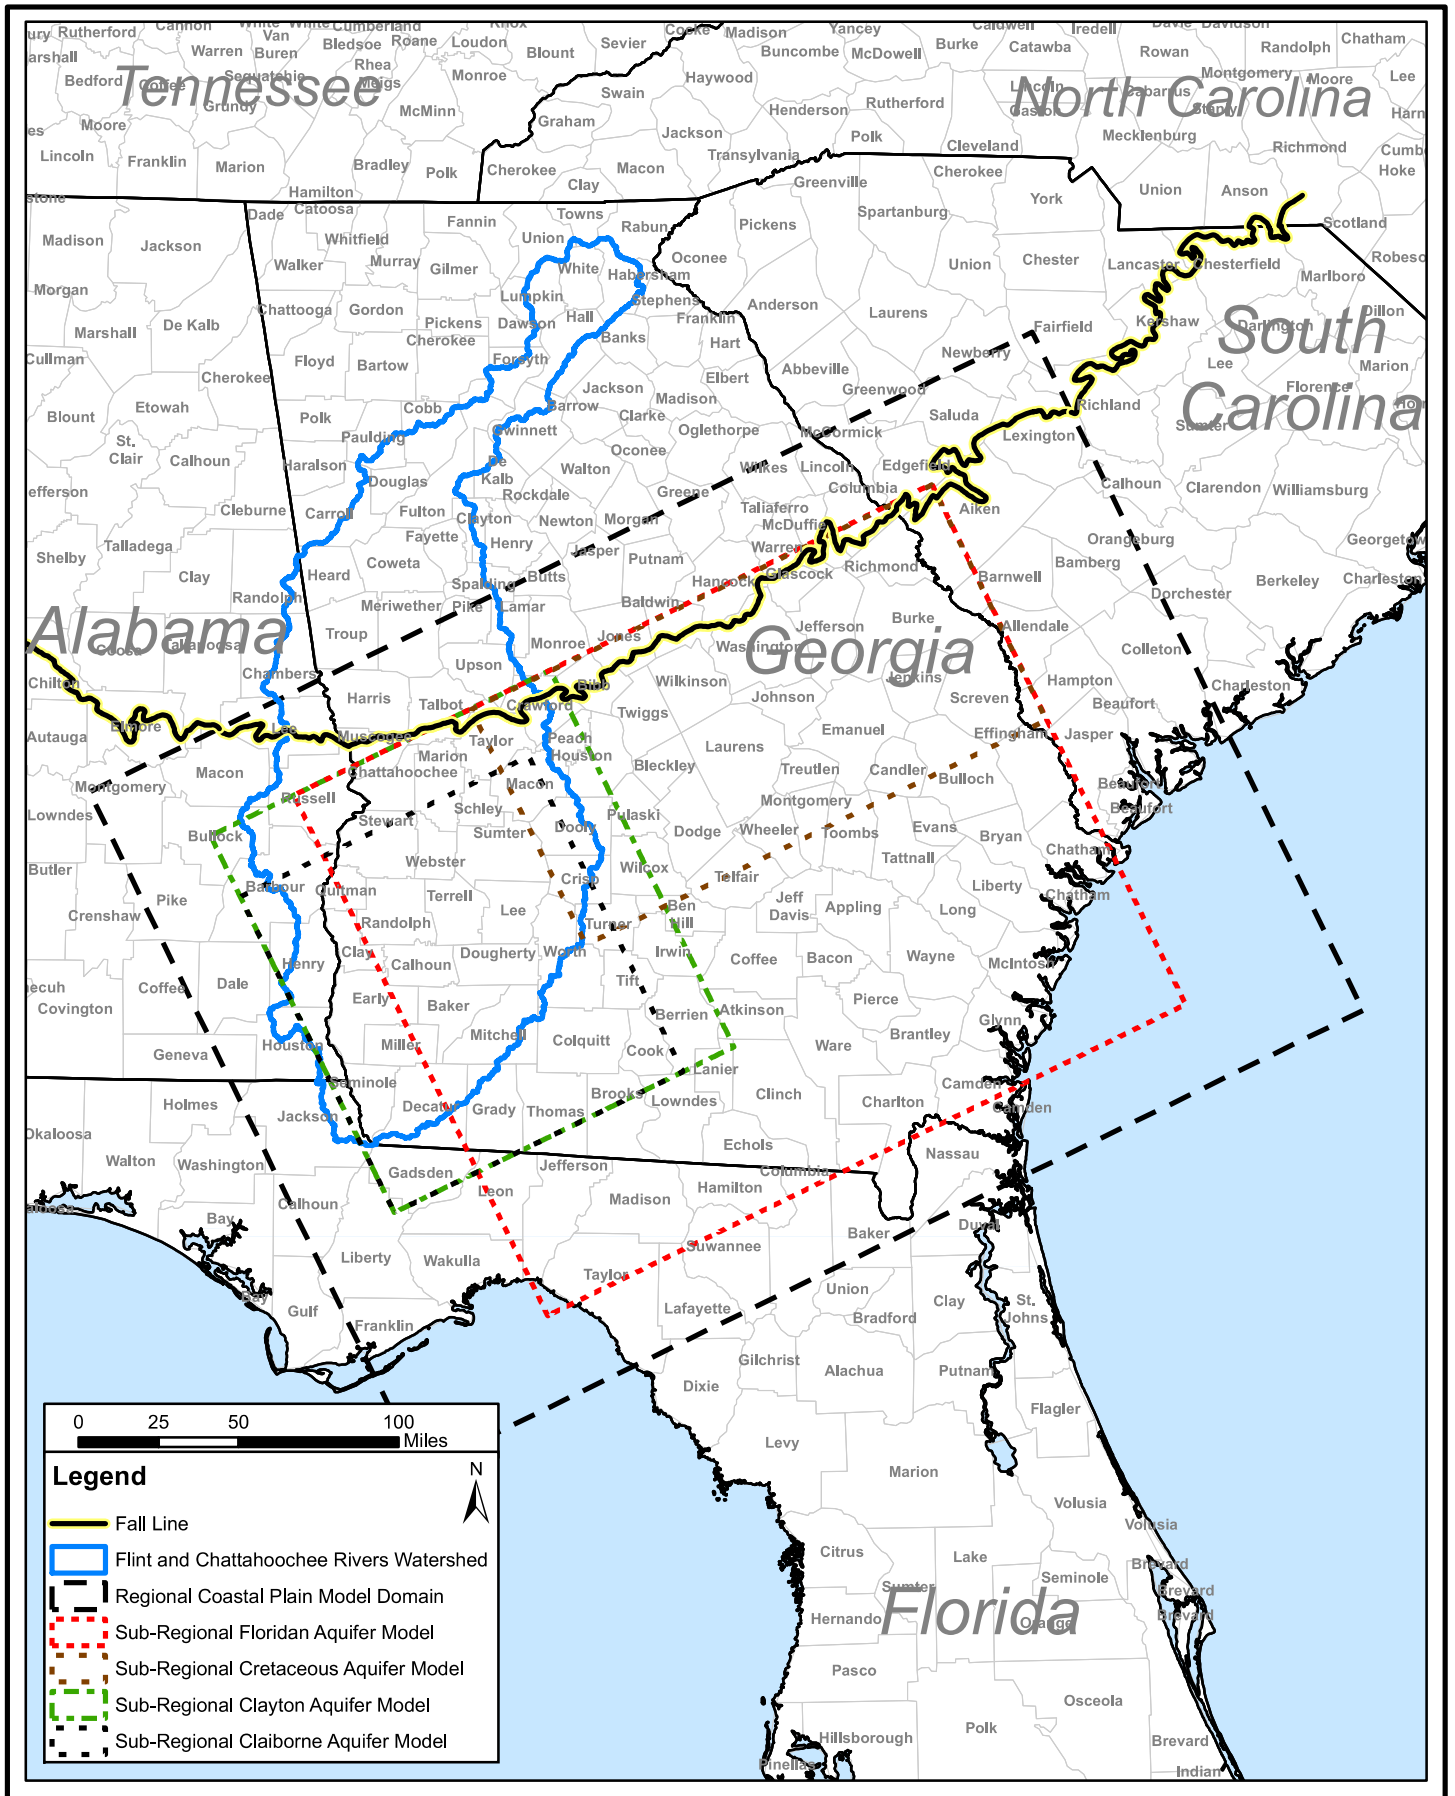 Tennessee
North Carolina
South
Carolina
Alabama
Georgia
Florida
Rutherford
Cannon
Van
Buren
Warren
Bledsoe
Cumberland
Rhea
Meigs
Roane
Loudon
Knox
Blount
Sevier
Cocke
Madison
Buncombe
Yancey
McDowell
Burke
Caldwell
Catawba
Iredell
Rowan
Davie
Davidson
Randolph
Chatham
Bedford
Coffee
Sequatchie
Grundy
Monroe
McMinn
Swain
Haywood
Graham
Henderson
Rutherford
Polk
Cleveland
Lincoln
Gaston
Cabarrus
Stanly
Montgomery
Moore
Lee
Mecklenburg
Richmond
Hoke
Moore
Lincoln
Franklin
Marion
Hamilton
Bradley
Polk
Cherokee
Clay
Macon
Jackson
Transylvania
Greenville
Cherokee
York
Union
Anson
Scotland
Madison
Jackson
Dade
Catoosa
Whitfield
Walker
Murray
Fannin
Gilmer
Union
Towns
Rabun
White
Habersham
Stephens
Lumpkin
Dawson
Hall
Banks
Franklin
Hart
Pickens
Oconee
Anderson
Spartanburg
Union
Laurens
Chester
Lancaster
Chesterfield
Marlboro
Dillon
Darlington
Kershaw
Fairfield
Newberry
Morgan
Marshall
De Kalb
Cullman
Cherokee
Chattooga
Gordon
Pickens
Cherokee
Floyd
Bartow
Forsyth
Jackson
Madison
Elbert
Abbeville
Greenwood
Saluda
Lexington
Richland
Lee
Florence
Marion
Sumter
Blount
Etowah
St.
Clair
Calhoun
Polk
Paulding
Haralson
Cobb
Gwinnett
Barrow
Clarke
Oconee
Oglethorpe
De
Kalb
Walton
Rockdale
Douglas
Fulton
Clayton
Fayette
Henry
Newton
Morgan
Greene
Wilkes
Lincoln
McCormick
Edgefield
Columbia
Taliaferro
McDuffie
Warren
Aiken
Calhoun
Clarendon
Williamsburg
Orangeburg
Bamberg
Barnwell
Dorchester
Berkeley
Charleston
Cleburne
Carroll
Talladega
Shelby
Clay
Randolph
Heard
Coweta
Spalding
Butts
Jasper
Putnam
Hancock
Glascock
Richmond
Baldwin
Meriwether
Pike
Lamar
Troup
Monroe
Jones
Upson
Washington
Jefferson
Burke
Allendale
Colleton
Hampton
Charleston
Coosa
Tallapoosa
Chambers
Chilton
Elmore
Lee
Harris
Talbot
Crawford
Bibb
Wilkinson
Twiggs
Johnson
Jenkins
Screven
Effingham
Jasper
Beaufort
Autauga
Macon
Montgomery
Russell
Muscogee
Chattahoochee
Marion
Taylor
Peach
Houston
Macon
Bleckley
Laurens
Emanuel
Treutlen
Candler
Bulloch
Beaufort
Beaufort
Lowndes
Bullock
Stewart
Schley
Sumter
Dooly
Pulaski
Dodge
Wheeler
Montgomery
Toombs
Evans
Tattnall
Bryan
Chatham
Chatham
Butler
Pike
Crenshaw
Barbour
Quitman
Webster
Terrell
Lee
Crisp
Wilcox
Telfair
Jeff
Davis
Appling
Liberty
Long
Randolph
Turner
Ben
Hill
Clay
Calhoun
Dougherty
Worth
Irwin
Coffee
Bacon
Wayne
McIntosh
Henry
Dale
Coffee
Covington
Early
Baker
Tift
Berrien
Atkinson
Pierce
Brantley
Glynn
Geneva
Houston
Miller
Mitchell
Colquitt
Cook
Lanier
Ware
Clinch
Charlton
Camden
Camden
Seminole
Decatur
Grady
Thomas
Brooks
Lowndes
Echols
Holmes
Jackson
Okaloosa
Walton
Washington
Calhoun
Gadsden
Leon
Jefferson
Madison
Hamilton
Columbia
Nassau
Baker
Duval
Bay
Bay
Liberty
Wakulla
Gulf
Franklin
Taylor
Suwannee
Lafayette
Union
Bradford
Clay
St.
Johns
Gilchrist
Alachua
Putnam
Dixie
Flagler
Levy
Marion
Volusia
Volusia
Citrus
Lake
Seminole
Sumter
Orange
Brevard
Brevard
Brevard
Hernando
Pasco
Osceola
Polk
Hillsborough
Pinellas
Brevard
Indian
0 25 50 100
Miles
Legend
N
Fall Line
Flint and Chattahoochee Rivers Watershed
Regional Coastal Plain Model Domain
Sub-Regional Floridan Aquifer Model
Sub-Regional Cretaceous Aquifer Model
Sub-Regional Clayton Aquifer Model
Sub-Regional Claiborne Aquifer Model